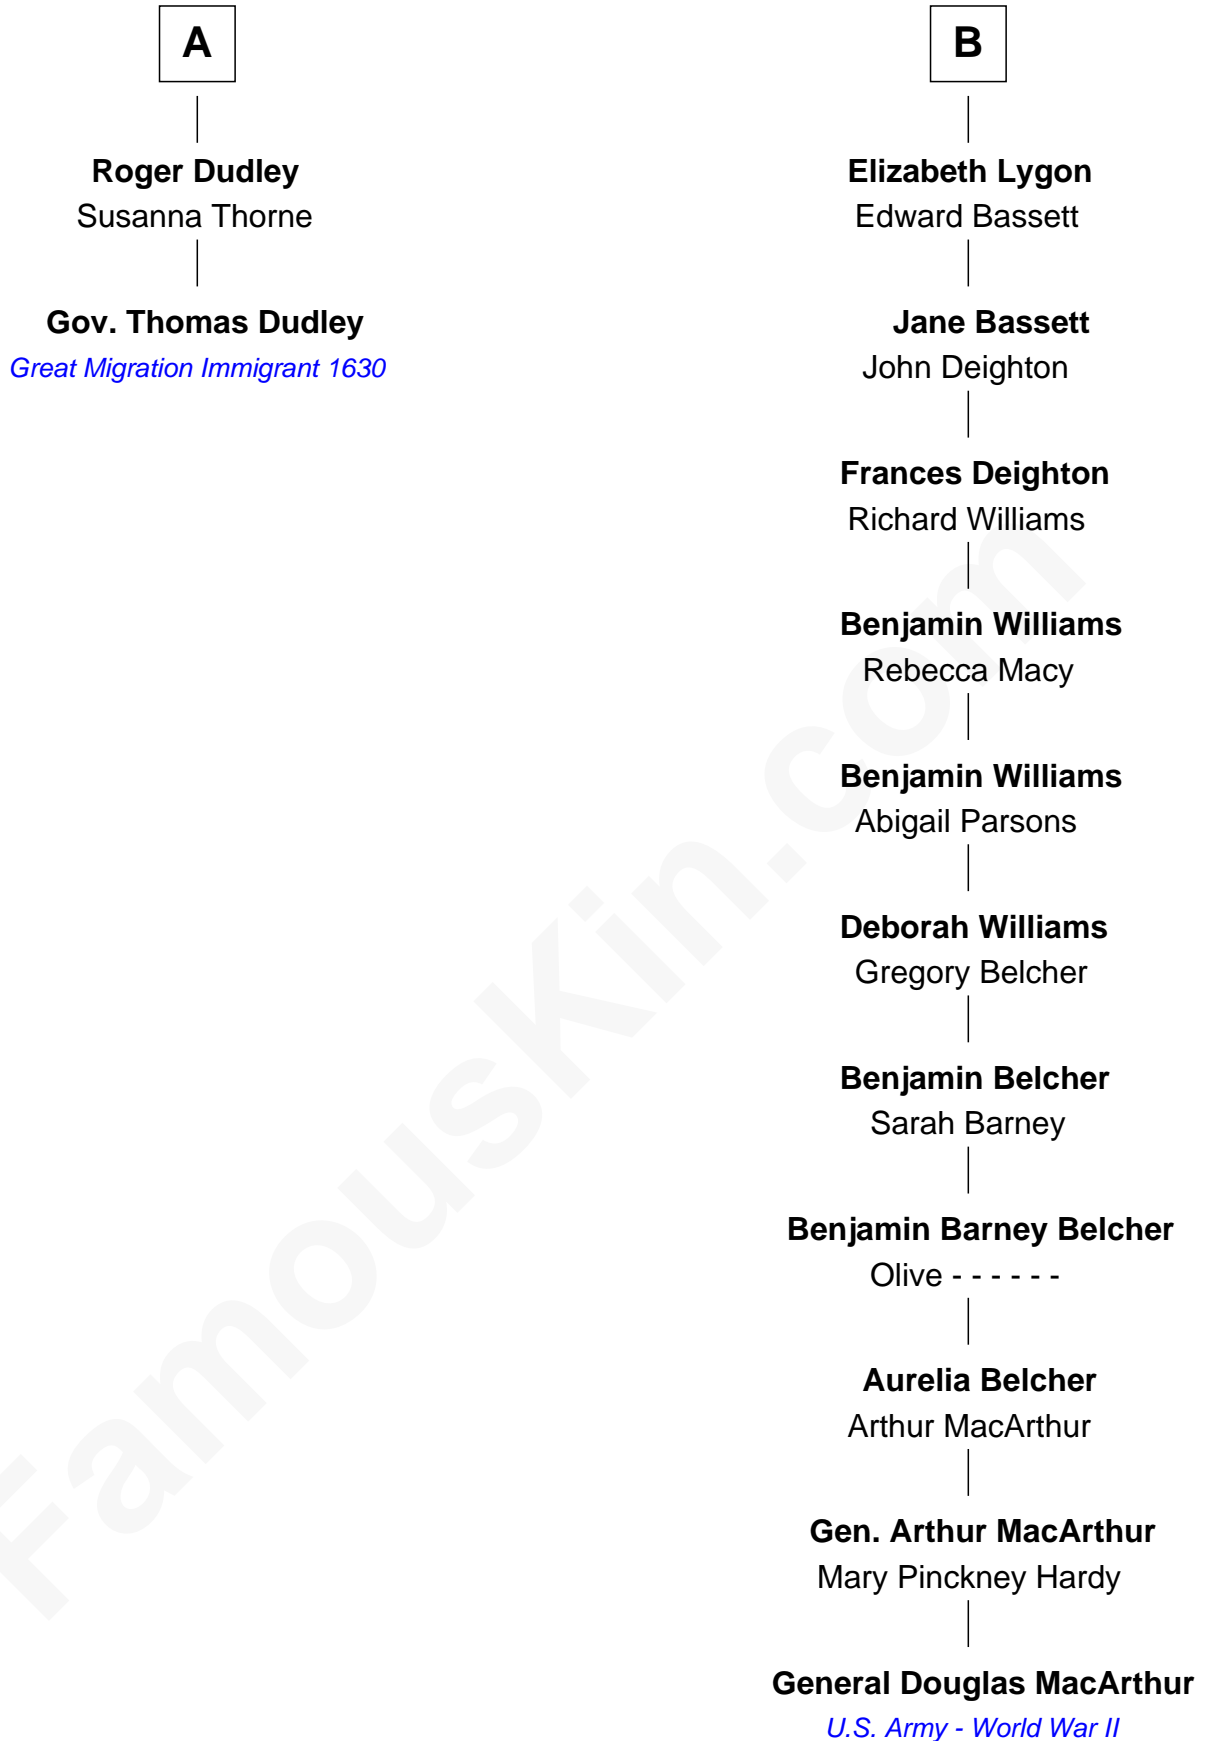 A
Roger Dudley
Susanna Thorne
Gov. Thomas Dudley
Great Migration Immigrant 1630
B
Elizabeth Lygon
Edward Bassett
Jane Bassett
John Deighton
Frances Deighton
Richard Williams
Benjamin Williams
Rebecca Macy
Benjamin Williams
Abigail Parsons
Deborah Williams
Gregory Belcher
Benjamin Belcher
Sarah Barney
Benjamin Barney Belcher
Olive - - - - - -
Aurelia Belcher
Arthur MacArthur
Gen. Arthur MacArthur
Mary Pinckney Hardy
General Douglas MacArthur
U.S. Army - World War II
FamousKin.com